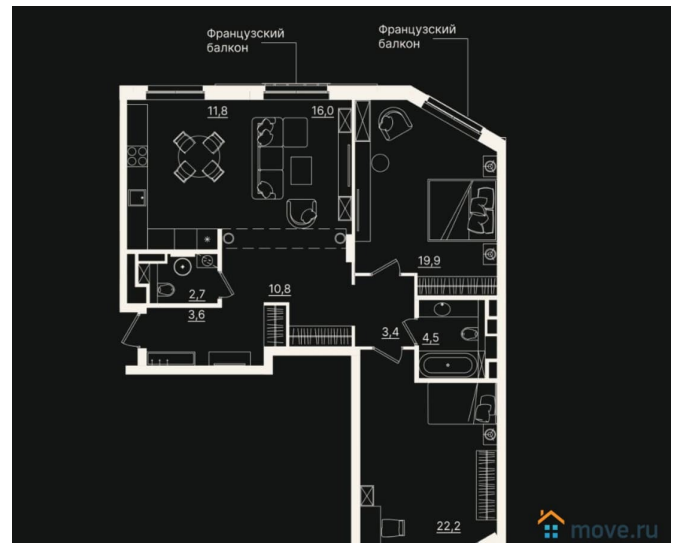 Французский
балкон
Французский
балкон
11,8
16,0
19,9
2,7
10,8
3,6
3,4
4,5
22,2
move.ru